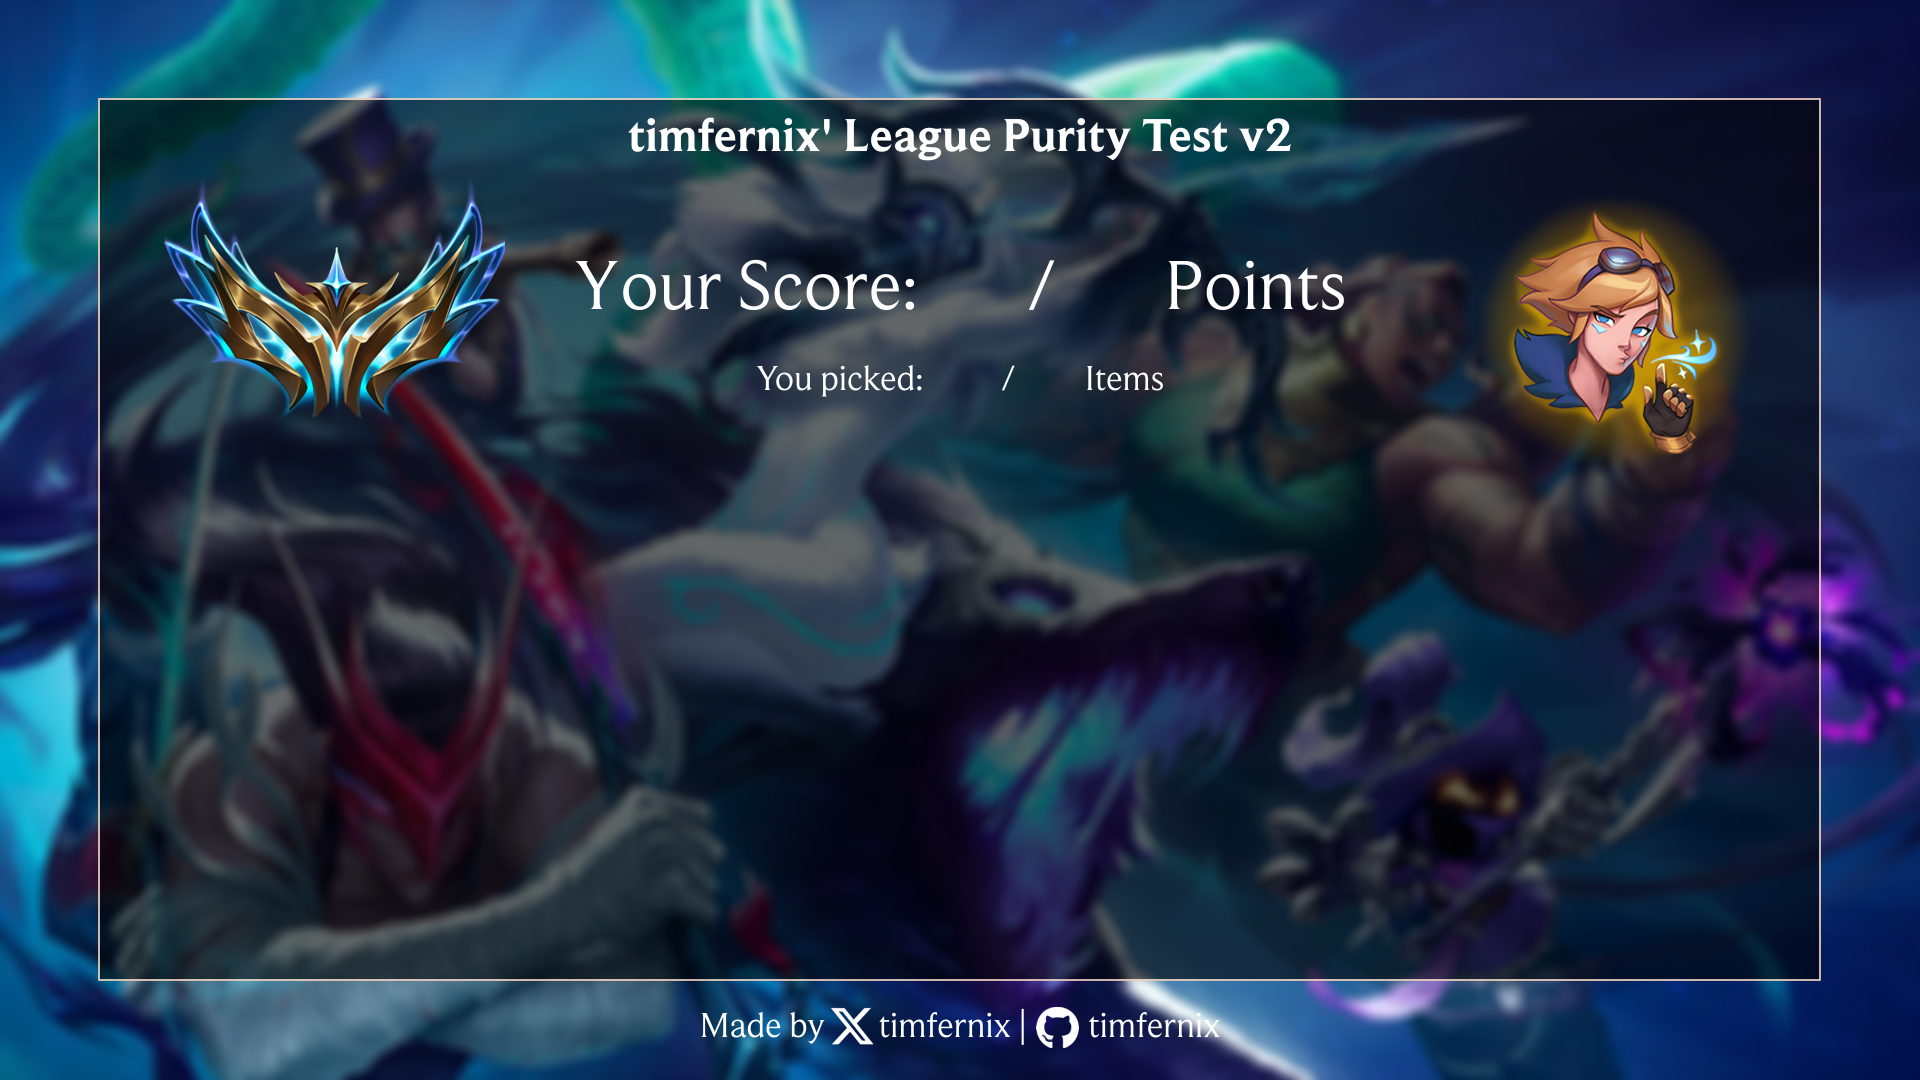 timfernix' League Purity Test v2
Your Score: / Points
You picked: / Items
Made by timfernix | timfernix